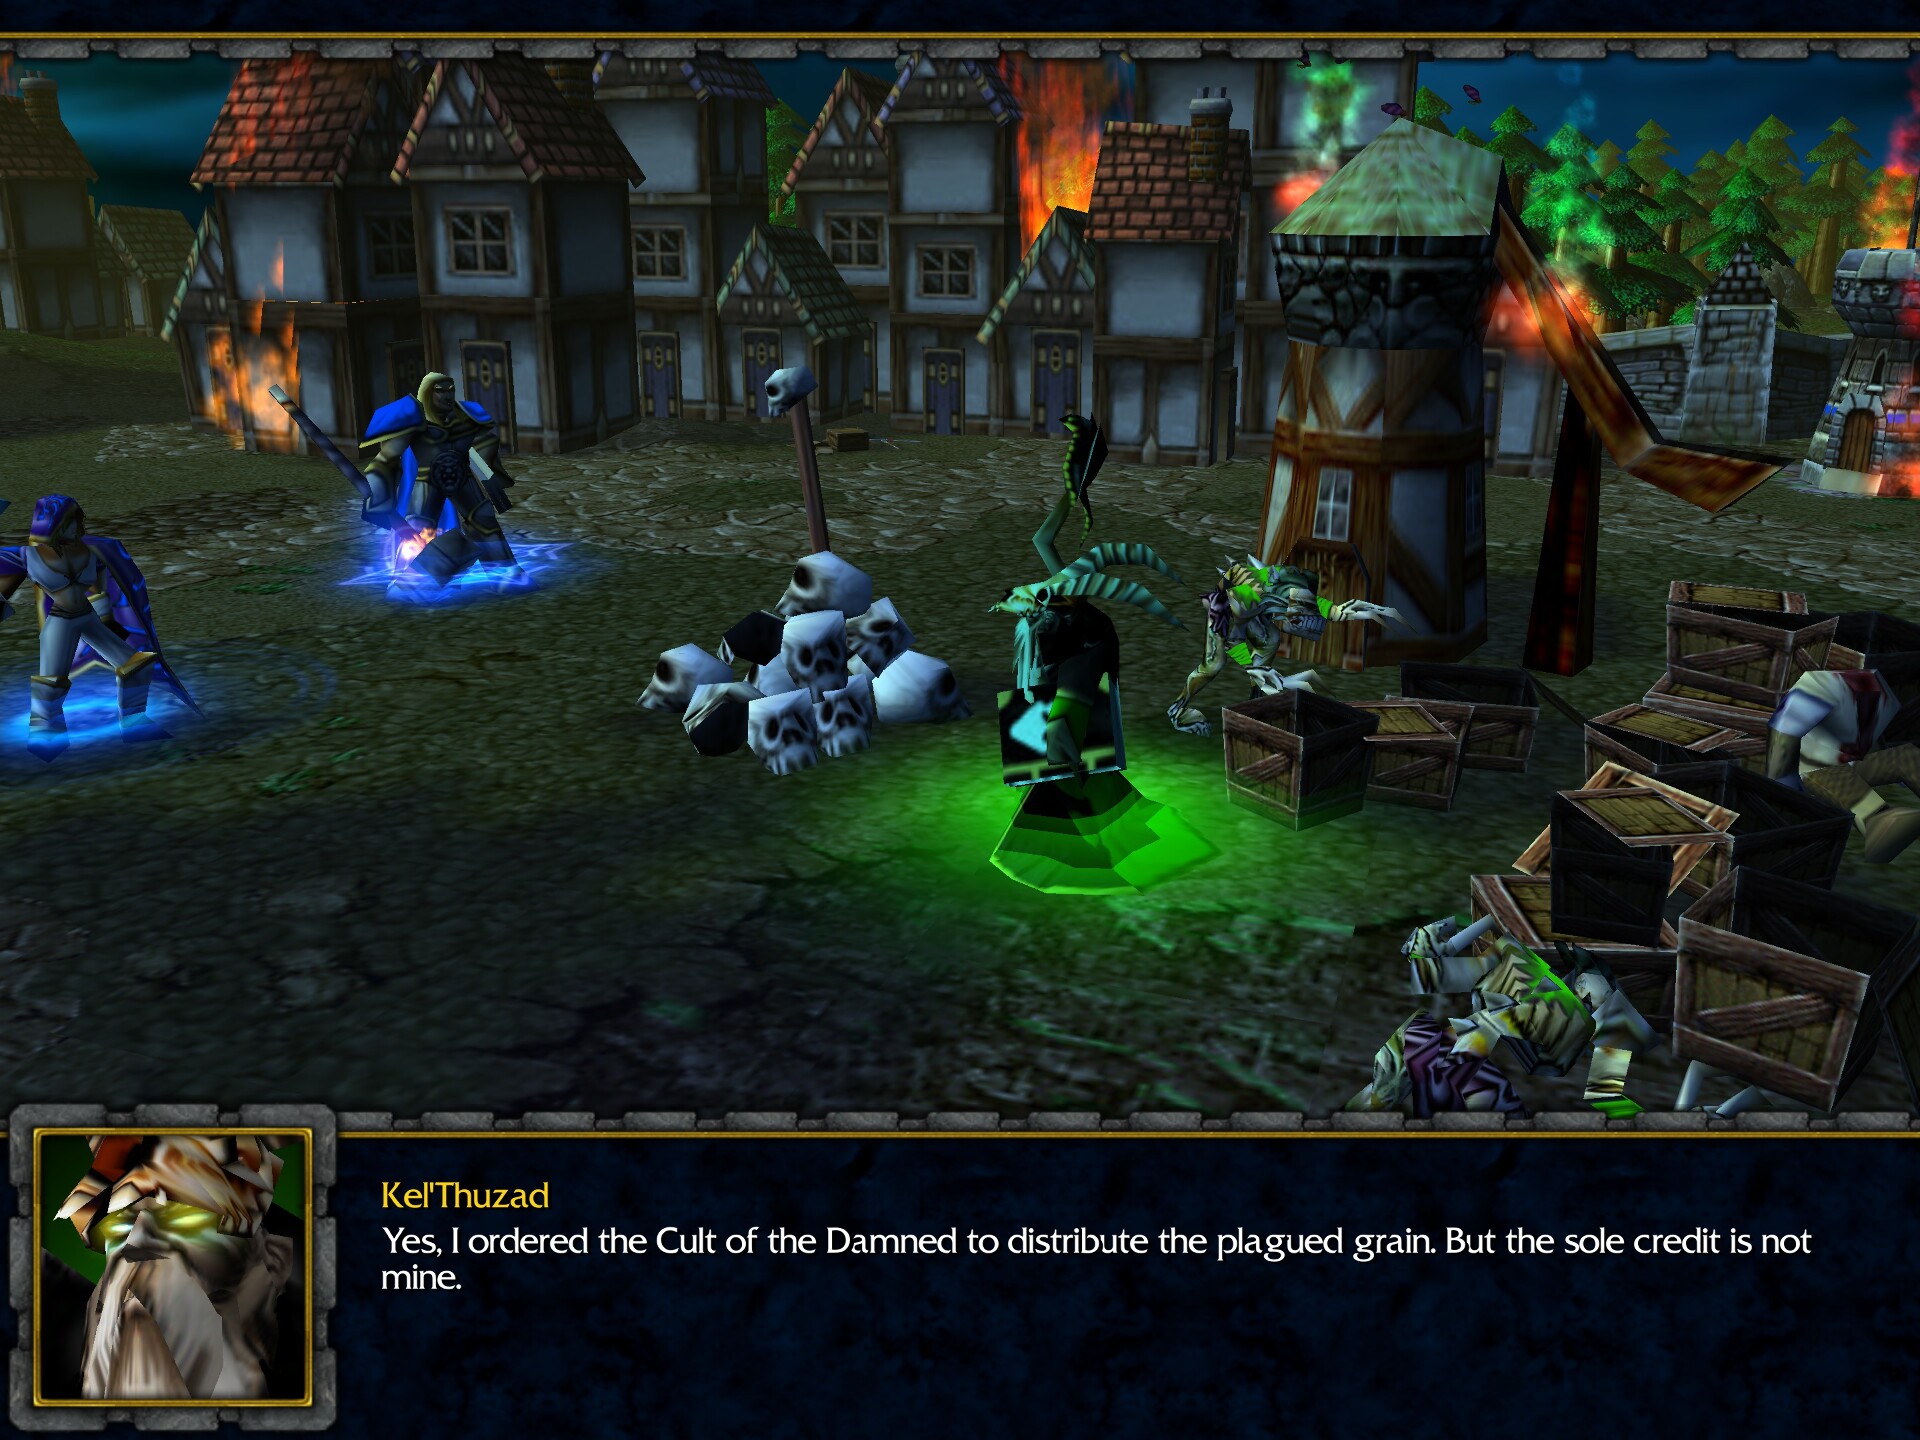 Kel'Thuzad
Yes, I ordered the Cult of the Damned to distribute the plagued grain. But the sole credit is not
mine.